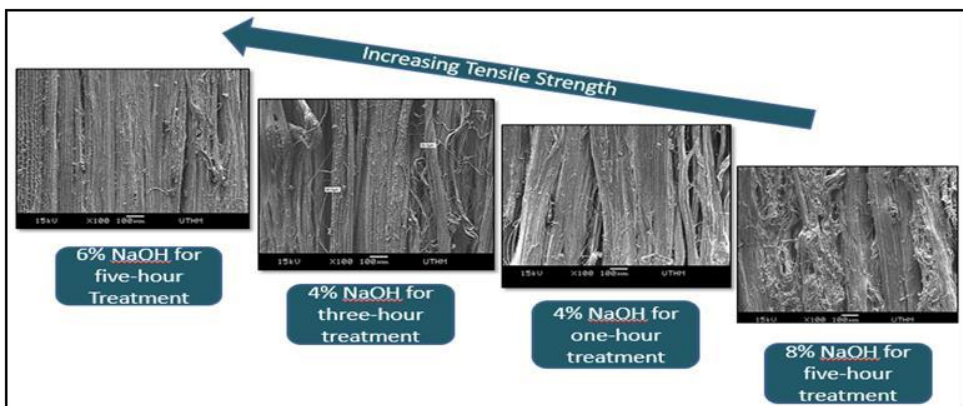 Increasing Tensile Strength
15kV X100 100μm UTHM
6% NaOH for
five-hour
Treatment
15kV X100 100μm UTHM
4% NaOH for
three-hour
treatment
15kV X100 100μm UTHM
4% NaOH for
one-hour
treatment
15kV X100 100μm UTHM
8% NaOH for
five-hour
treatment